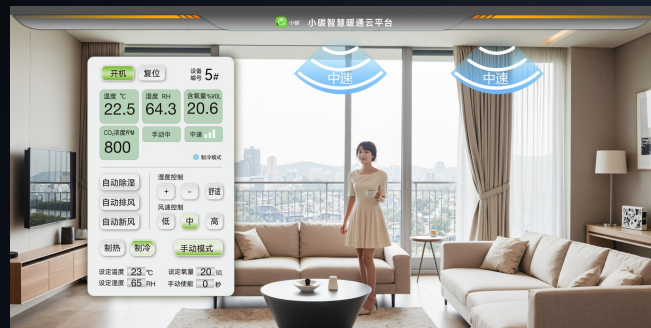 小碳 小碳智慧暖通云平台
中速
中速
开机 复位 设备编号 5#
温度 ℃ 湿度 RH 含氧量%VOL
22.5 64.3 20.6
CO₂浓度PPM 手动中 中速
800
制冷模式
自动除湿 湿度控制
+ - 舒适
自动排风 风速控制
自动新风 低 中 高
制热 制冷 手动模式
设定温度 23 ℃ 设定氧量 20
设定湿度 65 RH 手动使能 0 秒